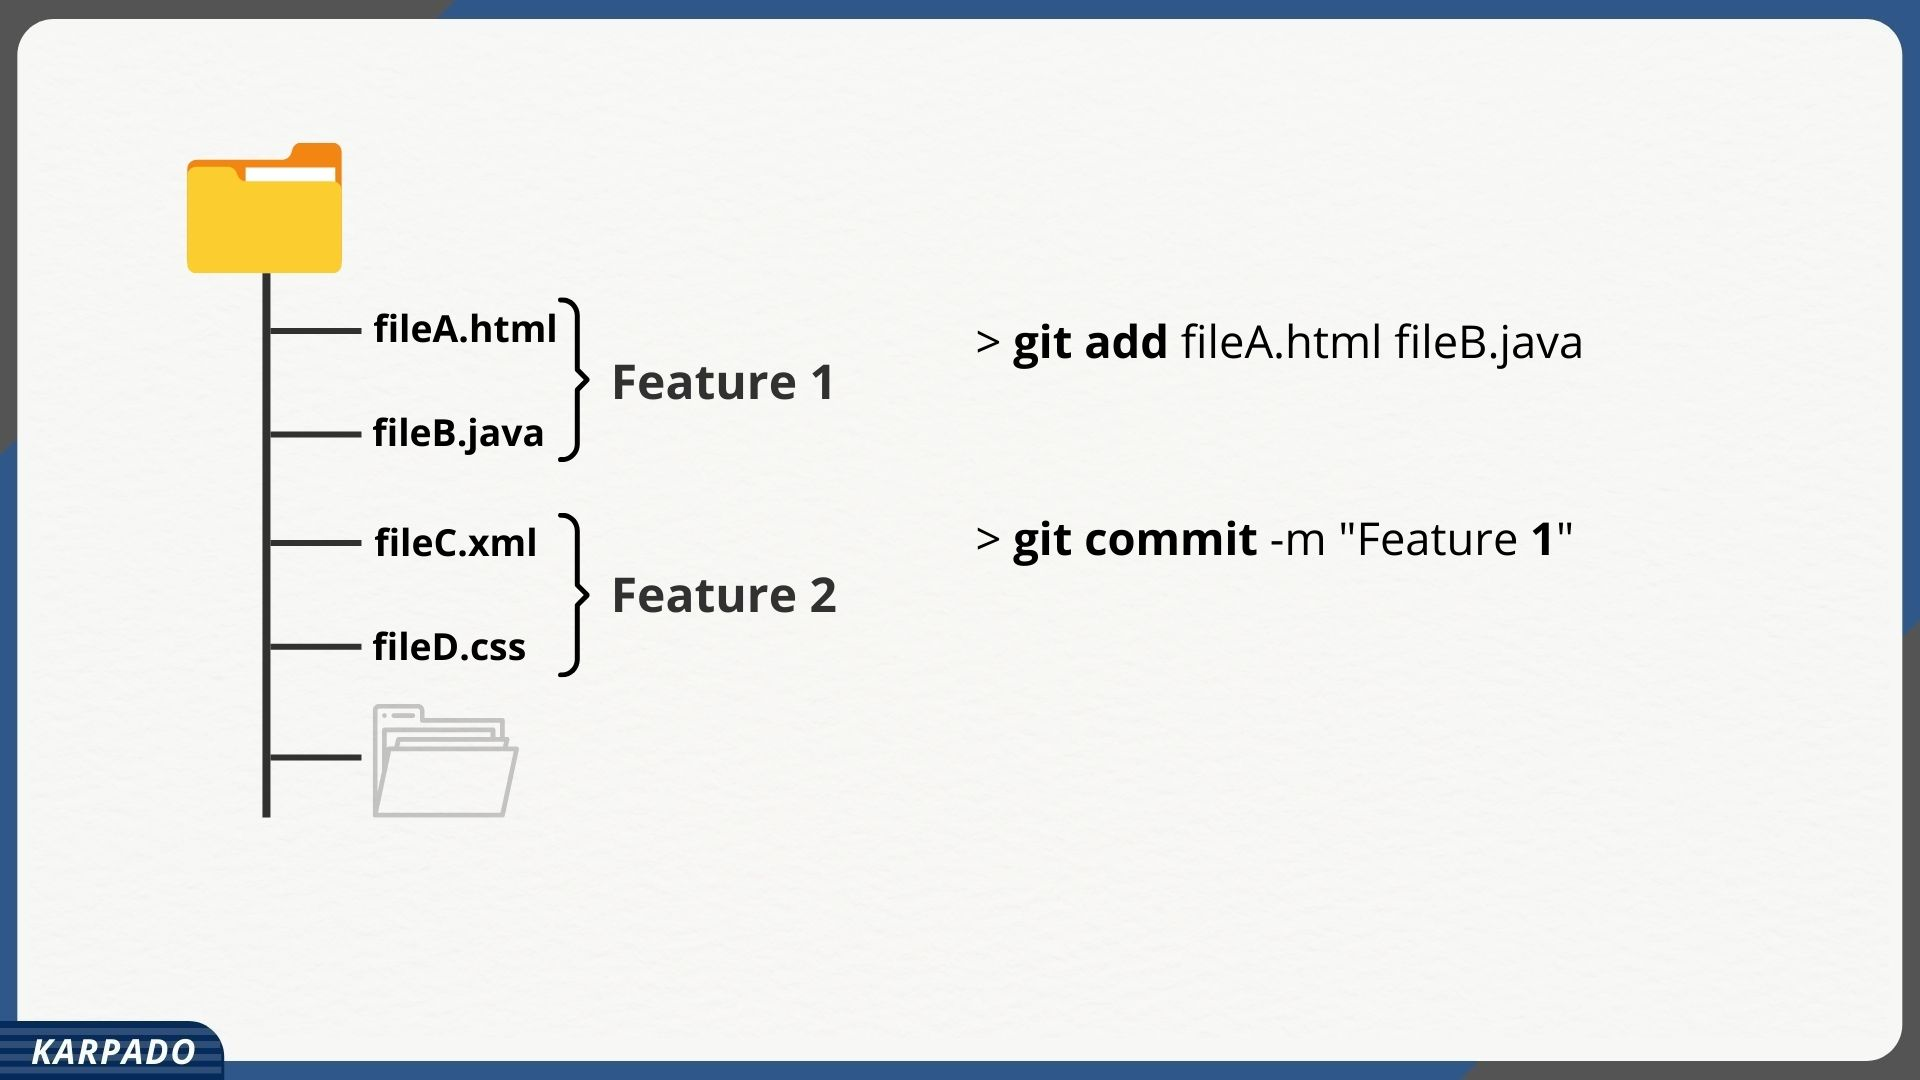 fileA.html
fileB.java
Feature 1
fileC.xml
fileD.css
Feature 2
> git add fileA.html fileB.java
> git commit -m "Feature 1"
KARPADO